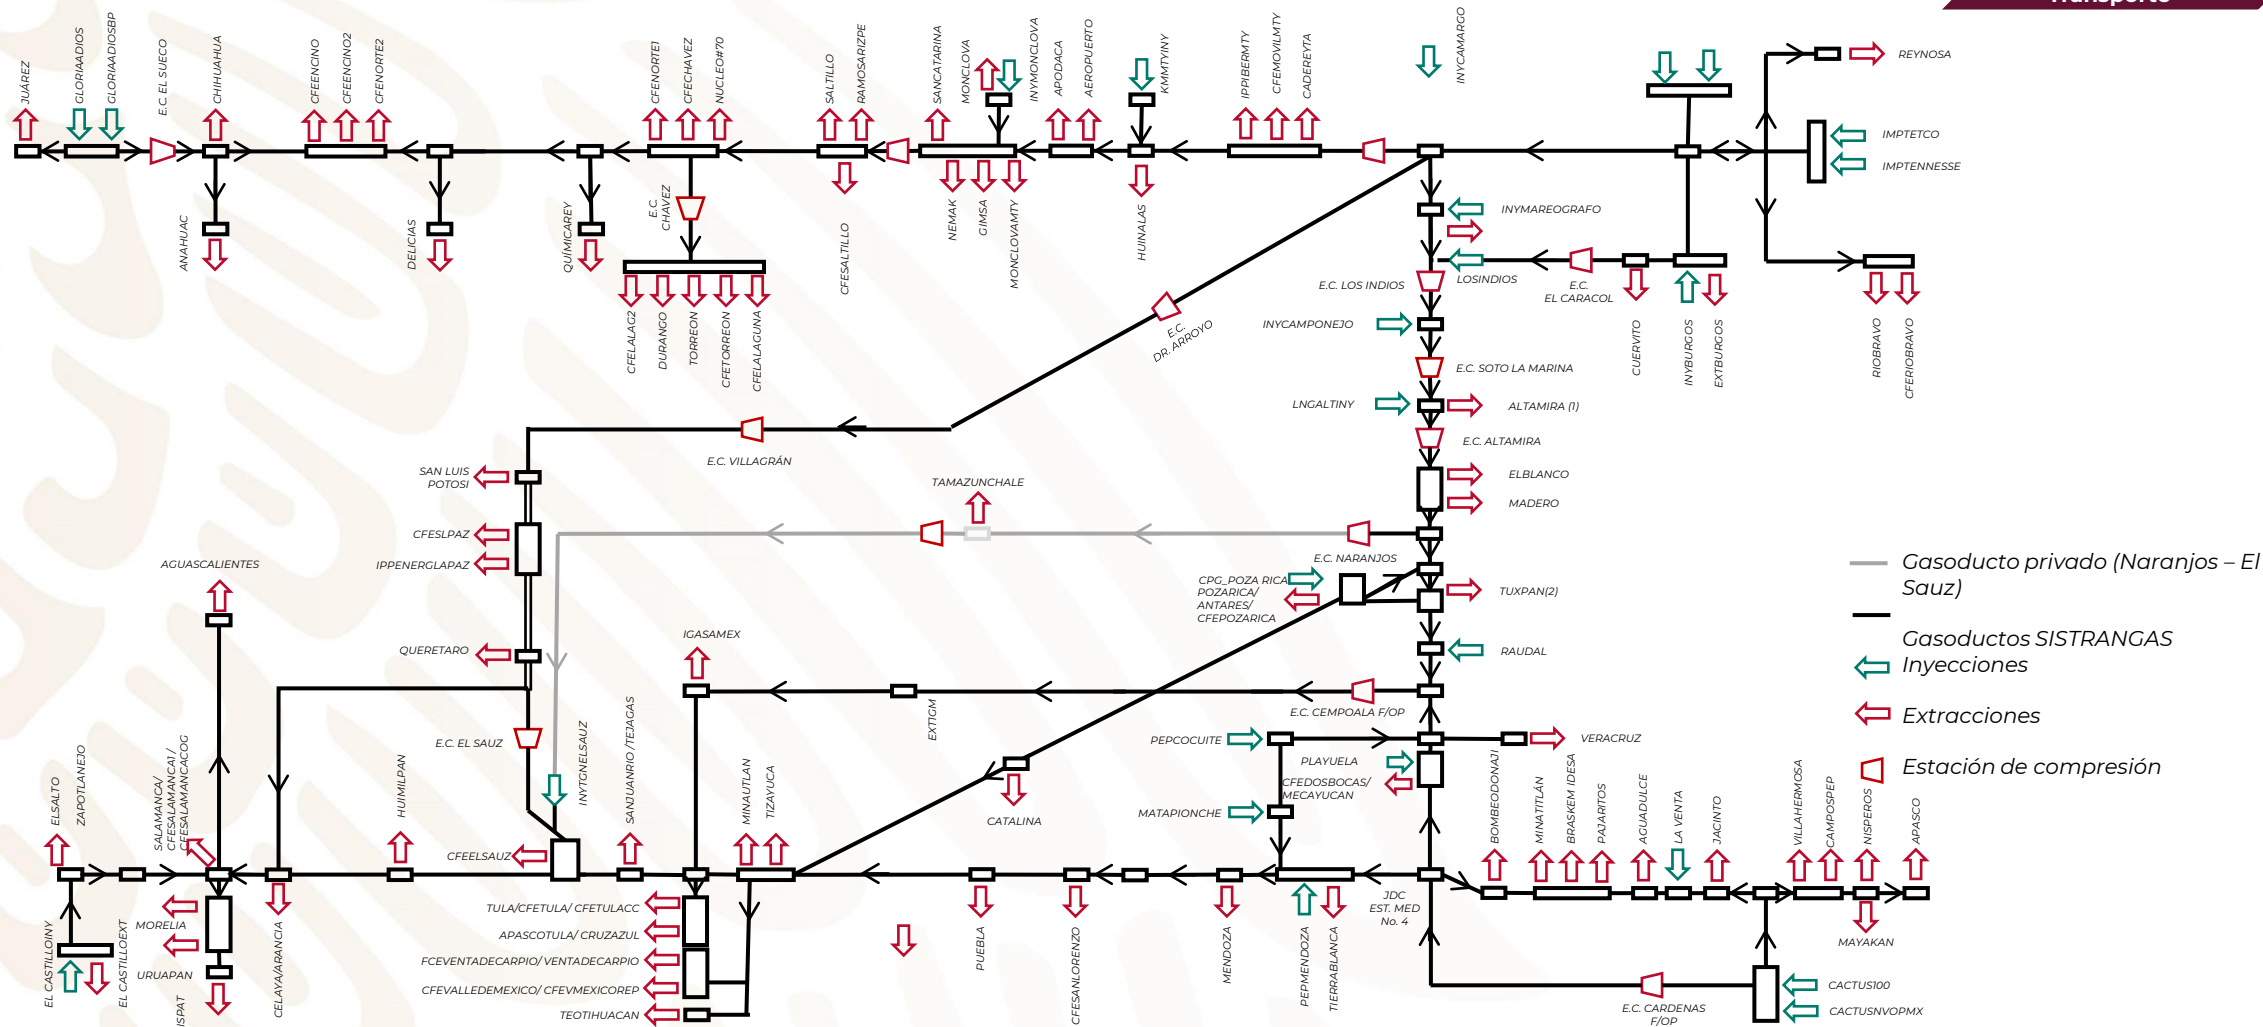 Transporte
JUÁREZ
GLORIAADIOS
GLORIAADIOSBP
E.C. EL SUECO
CHIHUAHUA
CFEENCINO
CFEENCINO2
CFENORTE2
CFENORTE1
CFECHAVEZ
NUCLEO#70
SALTILLO
RAMOSARIZPE
SANCATARINA
MONCLOVA
INYMONCLOVA
APODACA
AEROPUERTO
KMMTYINY
IPPIBERMTY
CFEMOVILMTY
CADEREYTA
INYCAMARGO
REYNOSA
IMPTETCO
IMPTENNESSE
ANAHUAC
DELICIAS
QUÍMICAREY
E.C.
CHAVEZ
CFESALTILLO
NEMAK
GIMSA
MONCLOVAMTY
HUINALAS
INYMAREOGRAFO
CFELALAG2
DURANGO
TORREON
CFETORREON
CFELALAGUNA
E.C.
DR. ARROYO
E.C. LOS INDIOS
LOSINDIOS
E.C.
EL CARACOL
CUERVITO
INYBURGOS
EXTBURGOS
RIOBRAVO
CFERIOBRAVO
INYCAMPONEJO
E.C. SOTO LA MARINA
LNGALTINY
ALTAMIRA (1)
E.C. VILLAGRÁN
E.C. ALTAMIRA
SAN LUIS
POTOSI
TAMAZUNCHALE
ELBLANCO
MADERO
CFESLPAZ
IPPENERGLAPAZ
E.C. NARANJOS
AGUASCALIENTES
CPG_POZA RICA
POZARICA/
ANTARES/
CFEPOZARICA
TUXPAN(2)
Gasoducto privado (Naranjos – El
Sauz)
Gasoductos SISTRANGAS
Inyecciones
Extracciones
Estación de compresión
QUERETARO
IGASAMEX
RAUDAL
EXTIGM
E.C. CEMPOALA F/OP
E.C. EL SAUZ
INYTGNELSAUZ
PEPCOCUITE
VERACRUZ
PLAYUELA
CFEDOSBOCAS/
MECAYUCAN
MATAPIONCHE
CATALINA
ELSALTO
ZAPOTLANEJO
SALAMANCA/
CFESALAMANCA1/
CFESALAMANCACOG
HUIMILPAN
CFEELSAUZ
SANJUANRIO /TEJAGAS
MINAUTLAN
TIZAYUCA
BOMBEODONAJI
MINATITLÁN
BRASKEM IDESA
PAJARITOS
AGUADULCE
LA VENTA
JACINTO
VILLAHERMOSA
CAMPOSPEP
NISPEROS
APASCO
JDC
EST. MED
No. 4
MORELIA
URUAPAN
ISPAT
EL CASTILLOINY
EL CASTILLOEXT
CELAYA/ARANCIA
TULA/CFETULA/ CFETULACC
APASCOTULA/ CRUZAZUL
FCEVENTADECARPIO/ VENTADECARPIO
CFEVALLEDEMEXICO/ CFEVMEXICOREP
TEOTIHUACAN
PUEBLA
CFESANLORENZO
MENDOZA
PEPMENDOZA
TIERRABLANCA
MAYAKAN
CACTUS100
CACTUSNVOPMX
E.C. CARDENAS
F/OP